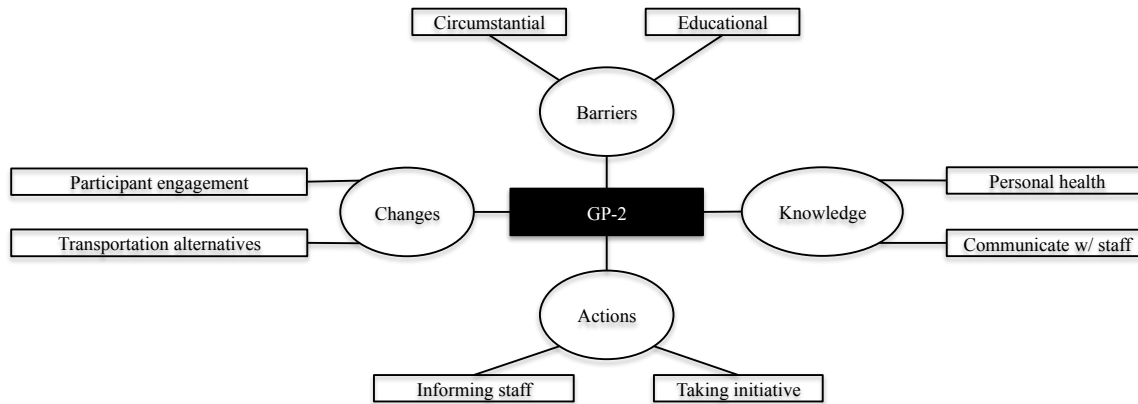 Circumstantial
Educational
Barriers
Participant engagement
Personal health
Changes
GP-2
Knowledge
Transportation alternatives
Communicate w/ staff
Actions
Informing staff
Taking initiative